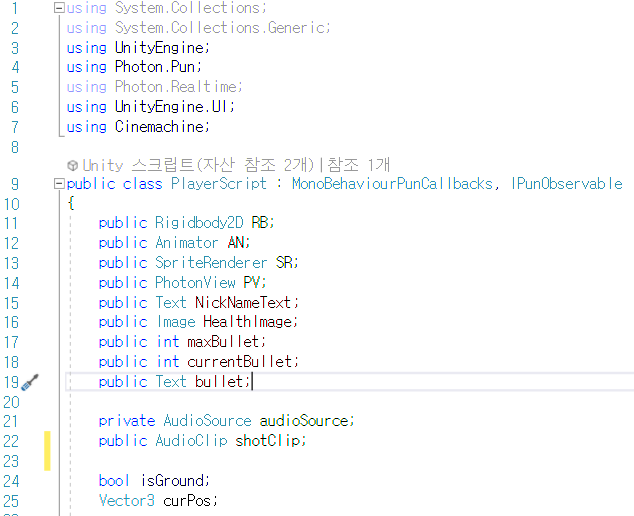 1 using System.Collections;
2 using System.Collections.Generic;
3 using UnityEngine;
4 using Photon.Pun;
5 using Photon.Realtime;
6 using UnityEngine.UI;
7 using Cinemachine;
8
Unity 스크립트(자산 참조 2개)|참조 1개
9 public class PlayerScript : MonoBehaviourPunCallbacks, IPunObservable
10 {
11 public Rigidbody2D RB;
12 public Animator AN;
13 public SpriteRenderer SR;
14 public PhotonView PV;
15 public Text NickNameText;
16 public Image HealthImage;
17 public int maxBullet;
18 public int currentBullet;
19 public Text bullet;
20
21 private AudioSource audioSource;
22 public AudioClip shotClip;
23
24 bool isGround;
25 Vector3 curPos;